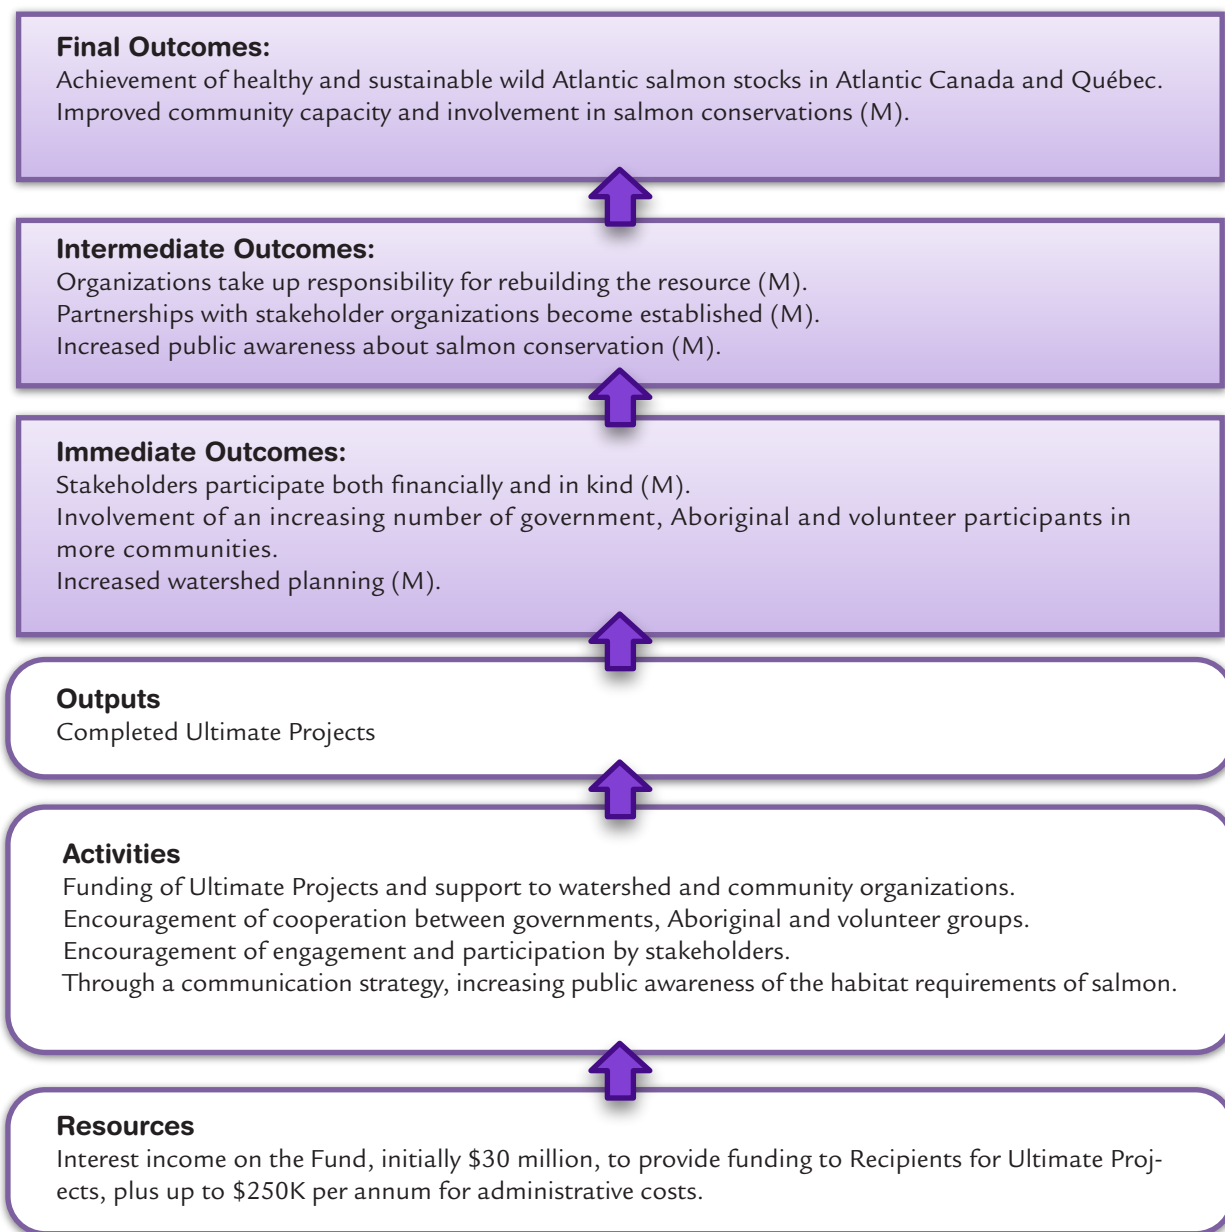 Final Outcomes:
Achievement of healthy and sustainable wild Atlantic salmon stocks in Atlantic Canada and Québec.
Improved community capacity and involvement in salmon conservations (M).
Intermediate Outcomes:
Organizations take up responsibility for rebuilding the resource (M).
Partnerships with stakeholder organizations become established (M).
Increased public awareness about salmon conservation (M).
Immediate Outcomes:
Stakeholders participate both financially and in kind (M).
Involvement of an increasing number of government, Aboriginal and volunteer participants in
more communities.
Increased watershed planning (M).
Outputs
Completed Ultimate Projects
Activities
Funding of Ultimate Projects and support to watershed and community organizations.
Encouragement of cooperation between governments, Aboriginal and volunteer groups.
Encouragement of engagement and participation by stakeholders.
Through a communication strategy, increasing public awareness of the habitat requirements of salmon.
Resources
Interest income on the Fund, initially $30 million, to provide funding to Recipients for Ultimate Proj-
ects, plus up to $250K per annum for administrative costs.